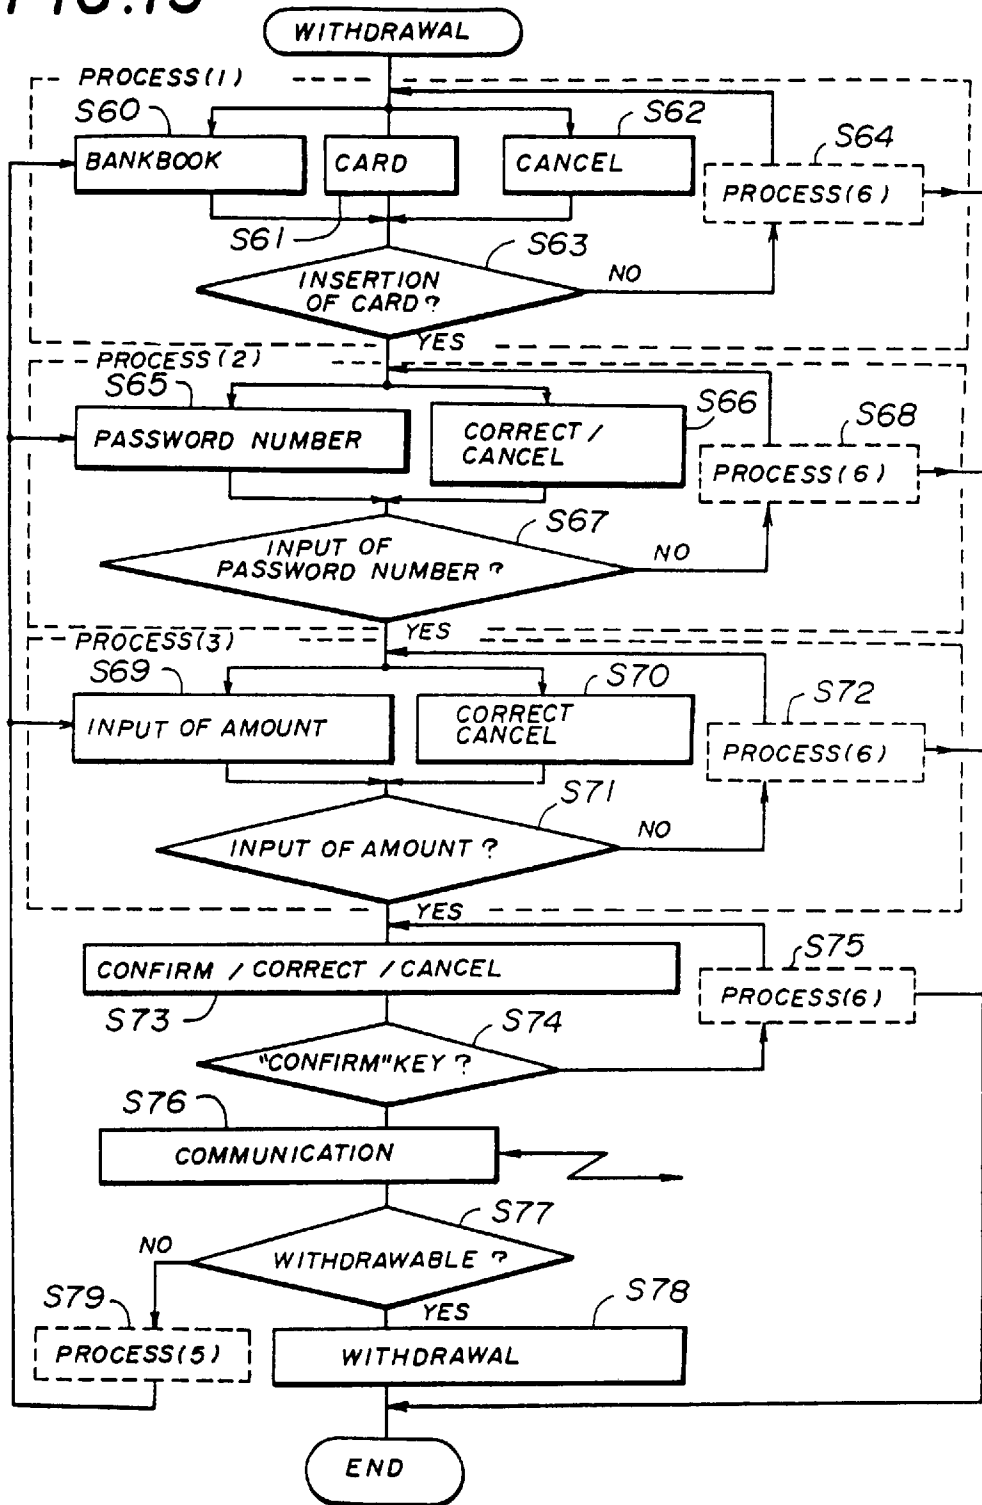 WITHDRAWAL
PROCESS(1)
S60
S62
S64
BANKBOOK
CARD
CANCEL
PROCESS(6)
S61
S63
INSERTION
OF CARD?
NO
YES
PROCESS(2)
S65
S66
S68
PASSWORD NUMBER
CORRECT/
CANCEL
PROCESS(6)
S67
INPUT OF
PASSWORD NUMBER?
NO
YES
PROCESS(3)
S69
S70
S72
INPUT OF AMOUNT
CORRECT
CANCEL
PROCESS(6)
S71
INPUT OF AMOUNT?
NO
YES
S75
CONFIRM / CORRECT / CANCEL
PROCESS(6)
S73
S74
"CONFIRM" KEY?
S76
COMMUNICATION
S77
WITHDRAWABLE?
NO
YES
S79
S78
PROCESS(5)
WITHDRAWAL
END